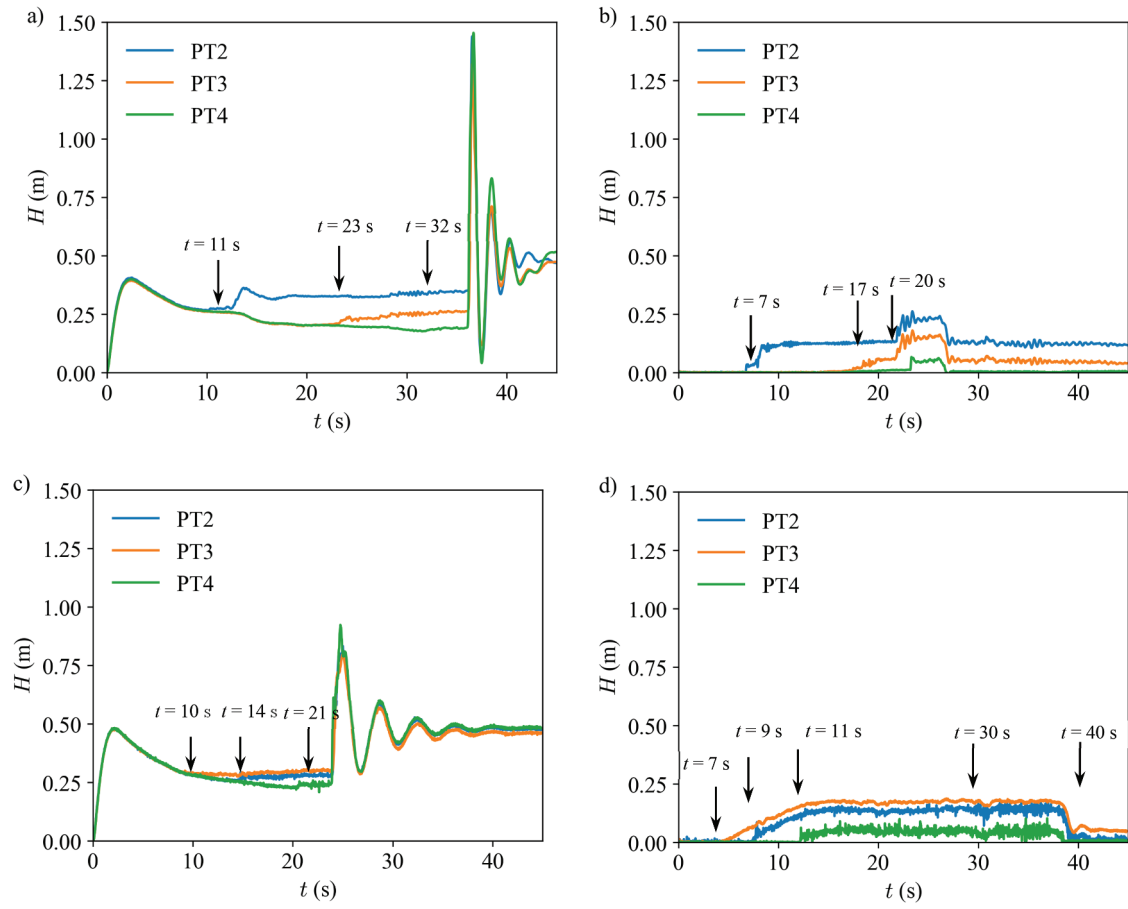 a)
1.50
1.25
1.00
0.75
0.50
0.25
0.00
H (m)
PT2
PT3
PT4
t = 11 s
t = 23 s
t = 32 s
0 10 20 30 40
t (s)
b)
1.50
1.25
1.00
0.75
0.50
0.25
0.00
H (m)
PT2
PT3
PT4
t = 7 s
t = 17 s
t = 20 s
0 10 20 30 40
t (s)
c)
1.50
1.25
1.00
0.75
0.50
0.25
0.00
H (m)
PT2
PT3
PT4
t = 10 s
t = 14 s
t = 21 s
0 10 20 30 40
t (s)
d)
1.50
1.25
1.00
0.75
0.50
0.25
0.00
H (m)
PT2
PT3
PT4
t = 7 s
t = 9 s
t = 11 s
t = 30 s
t = 40 s
0 10 20 30 40
t (s)